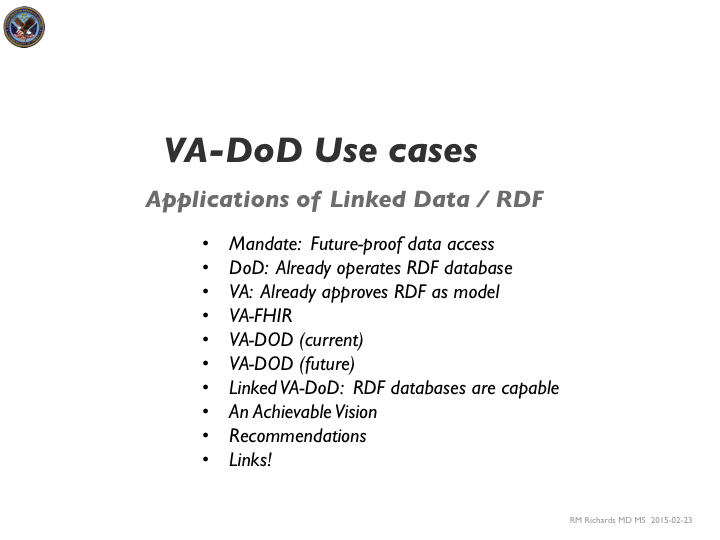 VA-DoD Use cases
Applications of Linked Data / RDF
• Mandate: Future-proof data access
• DoD: Already operates RDF database
• VA: Already approves RDF as model
• VA-FHIR
• VA-DOD (current)
• VA-DOD (future)
• Linked VA-DoD: RDF databases are capable
• An Achievable Vision
• Recommendations
• Links!
RM Richards MD MS 2015-02-23